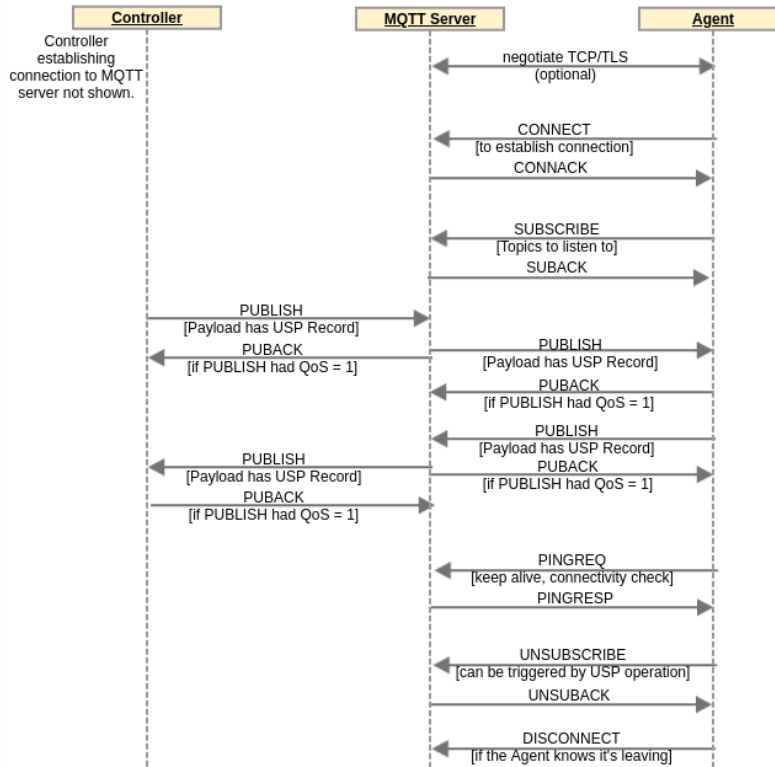 Controller
MQTT Server
Agent
Controller
establishing
connection to MQTT
server not shown.
negotiate TCP/TLS
(optional)
CONNECT
[to establish connection]
CONNACK
SUBSCRIBE
[Topics to listen to]
SUBACK
PUBLISH
[Payload has USP Record]
PUBACK
[if PUBLISH had QoS = 1]
PUBLISH
[Payload has USP Record]
PUBACK
[if PUBLISH had QoS = 1]
PUBLISH
[Payload has USP Record]
PUBLISH
[Payload has USP Record]
PUBACK
[if PUBLISH had QoS = 1]
PUBACK
[if PUBLISH had QoS = 1]
PINGREQ
[keep alive, connectivity check]
PINGRESP
UNSUBSCRIBE
[can be triggered by USP operation]
UNSUBACK
DISCONNECT
[if the Agent knows it's leaving]